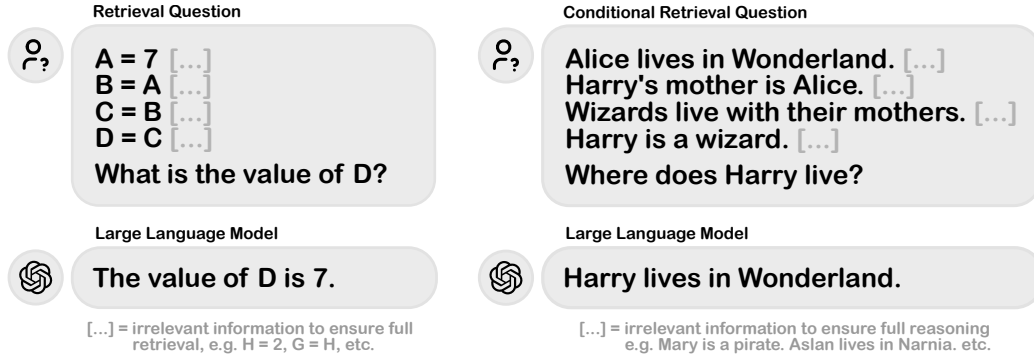 Retrieval Question
A = 7 [...]
B = A [...]
C = B [...]
D = C [...]
What is the value of D?
Large Language Model
The value of D is 7.
[...] = irrelevant information to ensure full
retrieval, e.g. H = 2, G = H, etc.
Conditional Retrieval Question
Alice lives in Wonderland. [...]
Harry's mother is Alice. [...]
Wizards live with their mothers. [...]
Harry is a wizard. [...]
Where does Harry live?
Large Language Model
Harry lives in Wonderland.
[...] = irrelevant information to ensure full reasoning
e.g. Mary is a pirate. Aslan lives in Narnia. etc.